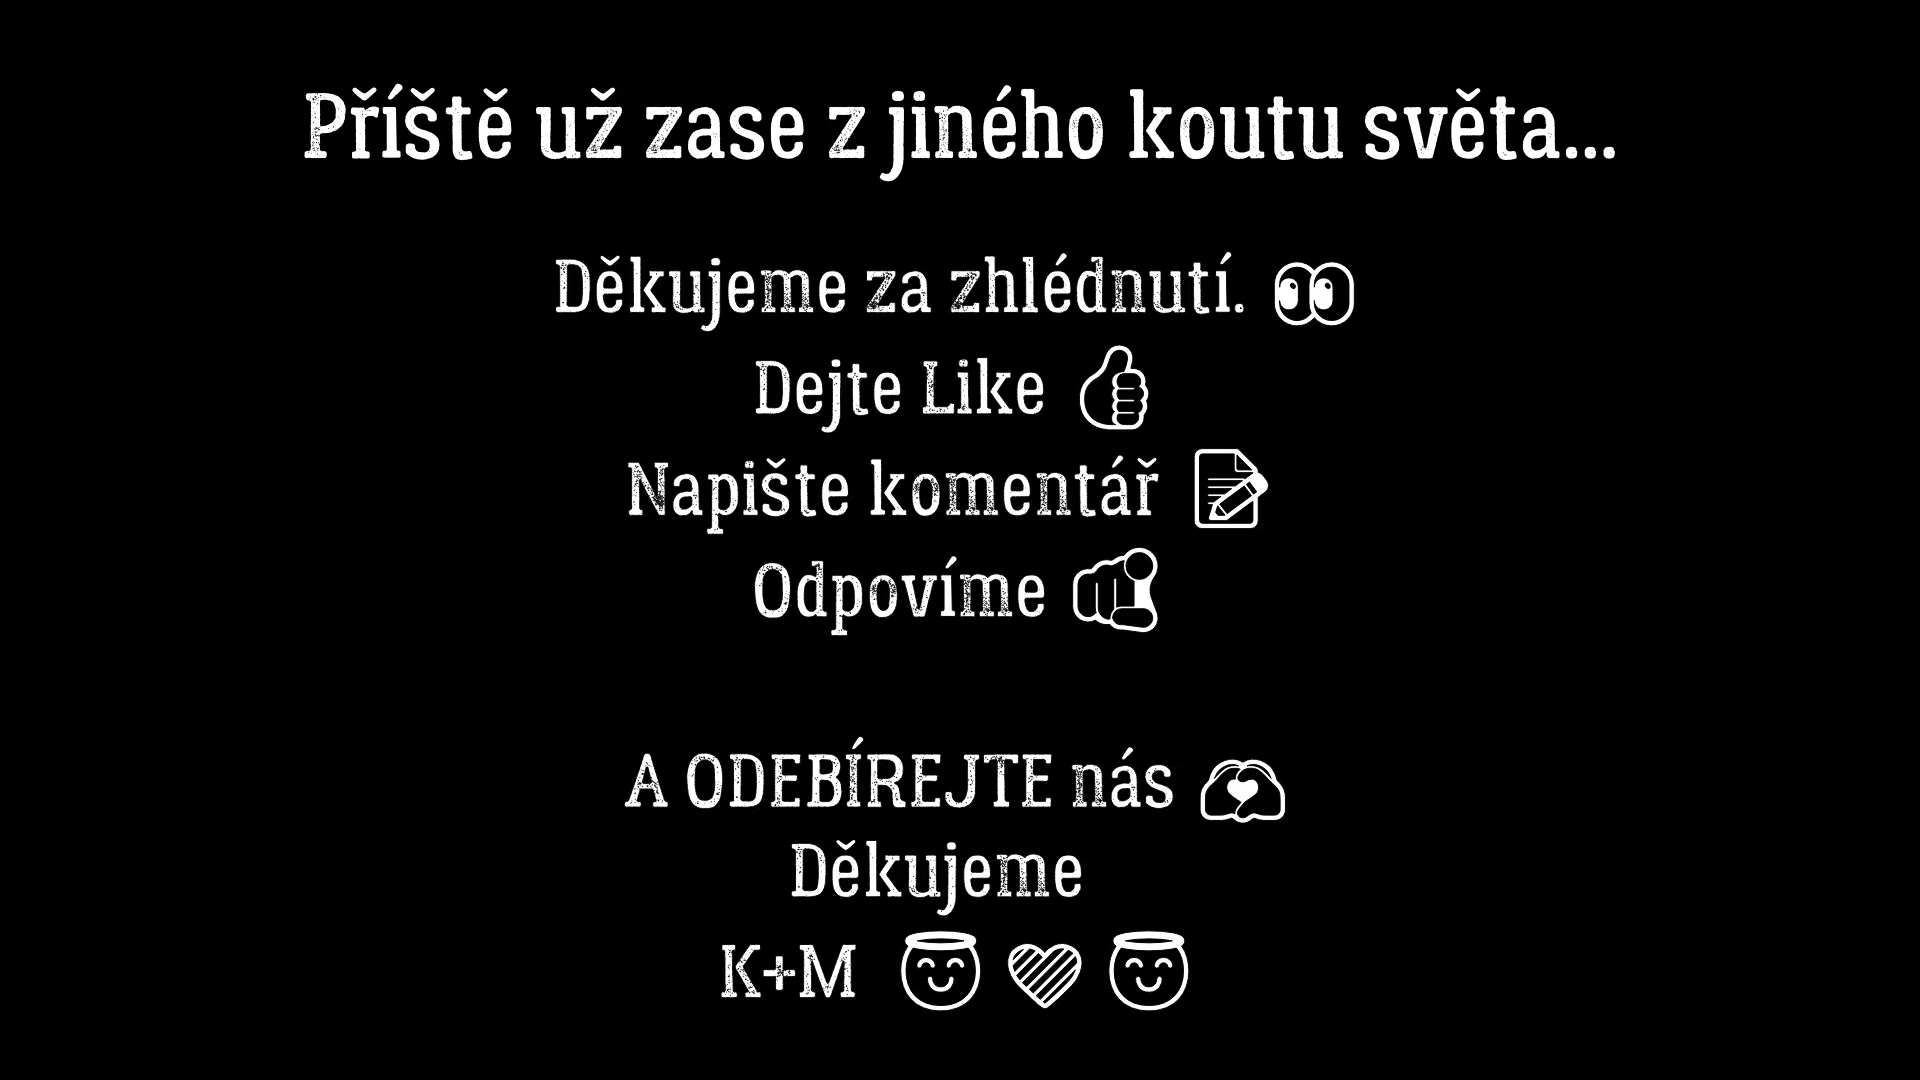 Příště už zase z jiného koutu světa...
Děkujeme za zhlédnutí. 👀
Dejte Like 👍
Napište komentář 📝
Odpovíme 🫵
A ODEBÍREJTE nás 🫶
Děkujeme
K+M 😇 ❤️ 😇